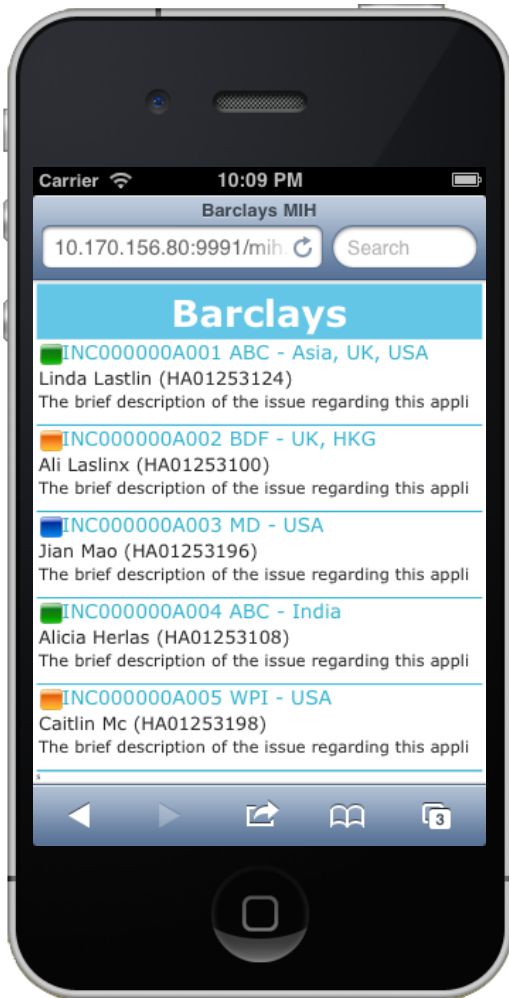 Carrier 10:09 PM
Barclays MIH
10.170.156.80:9991/mih. Search
Barclays
INC000000A001 ABC - Asia, UK, USA
Linda Lastlin (HA01253124)
The brief description of the issue regarding this appli
INC000000A002 BDF - UK, HKG
Ali Laslinx (HA01253100)
The brief description of the issue regarding this appli
INC000000A003 MD - USA
Jian Mao (HA01253196)
The brief description of the issue regarding this appli
INC000000A004 ABC - India
Alicia Herlas (HA01253108)
The brief description of the issue regarding this appli
INC000000A005 WPI - USA
Caitlin Mc (HA01253198)
The brief description of the issue regarding this appli
s
3